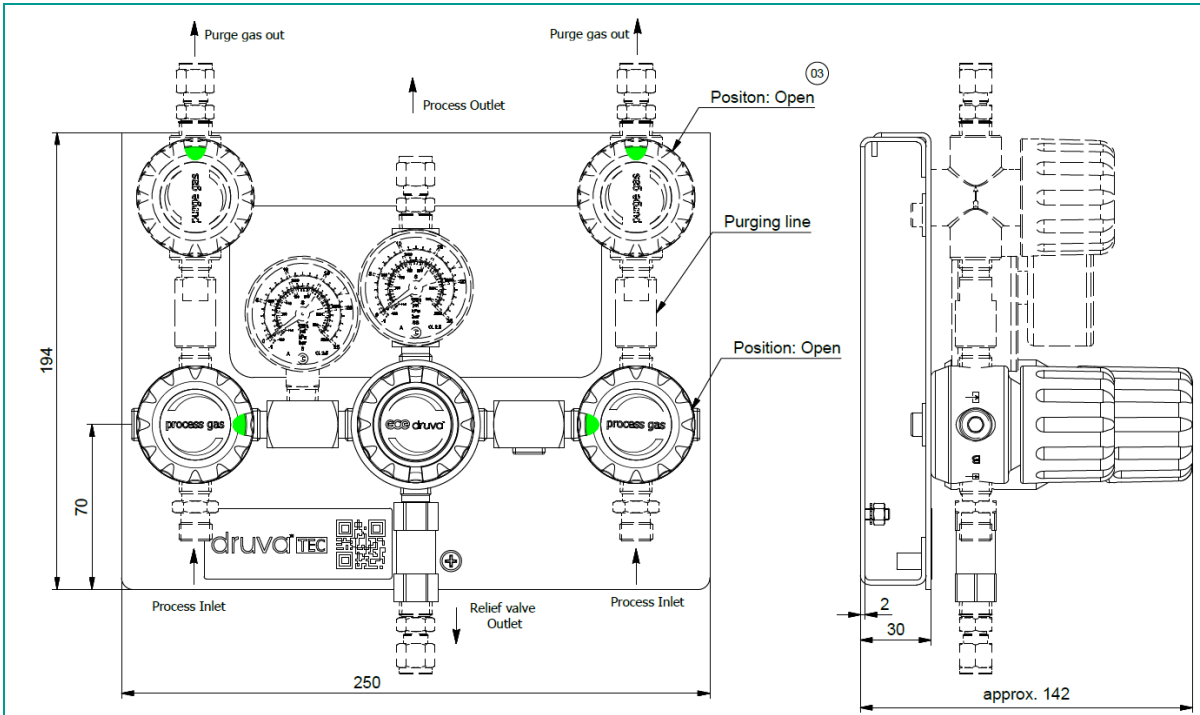 Purge gas out
Purge gas out
03
Positon: Open
Process Outlet
purge gas
purge gas
Purging line
194
Position: Open
process gas
druva
process gas
70
druva TEC
Process Inlet
Relief valve
Outlet
Process Inlet
2
30
250
approx. 142